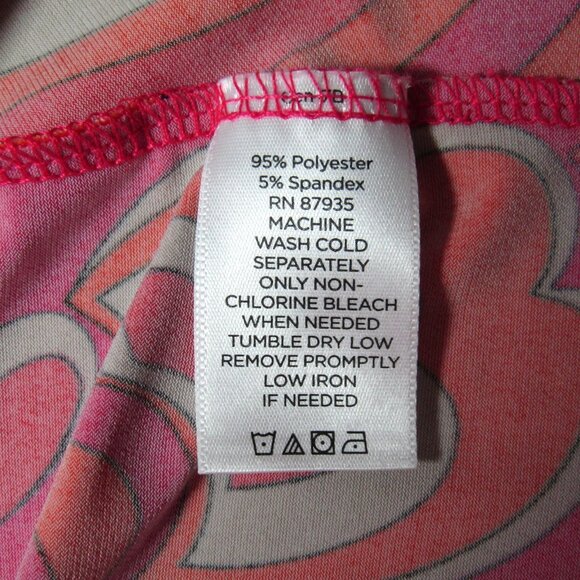 95% Polyester
5% Spandex
RN 87935
MACHINE
WASH COLD
SEPARATELY
ONLY NON-
CHLORINE BLEACH
WHEN NEEDED
TUMBLE DRY LOW
REMOVE PROMPTLY
LOW IRON
IF NEEDED